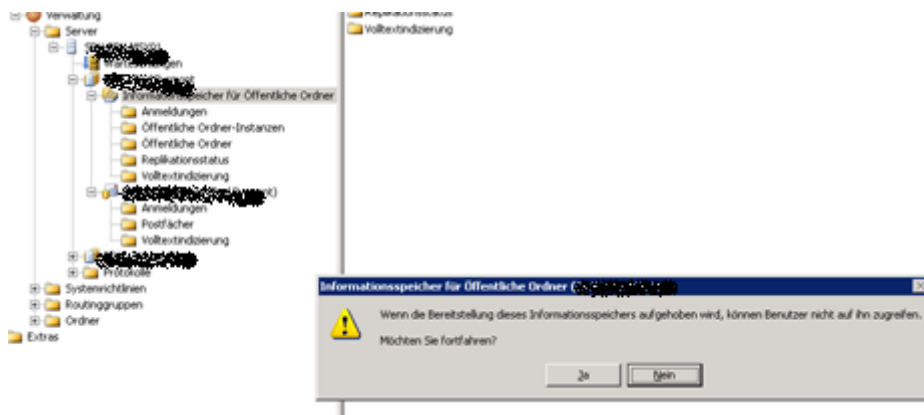 Verwaltung
Server
Informationsspeicher für Öffentliche Ordner
Anmeldungen
Öffentliche Ordner-Instanzen
Öffentliche Ordner
Replikationsstatus
Volltextindizierung
Anmeldungen
Postfächer
Volltextindizierung
Protokolle
Systemrichtlinien
Routinggruppen
Ordner
Extras
Replikationsstatus
Volltextindizierung
Informationsspeicher für Öffentliche Ordner (
Wenn die Bereitstellung dieses Informationsspeichers aufgehoben wird, können Benutzer nicht auf ihn zugreifen.
Möchten Sie fortfahren?
Ja
Nein